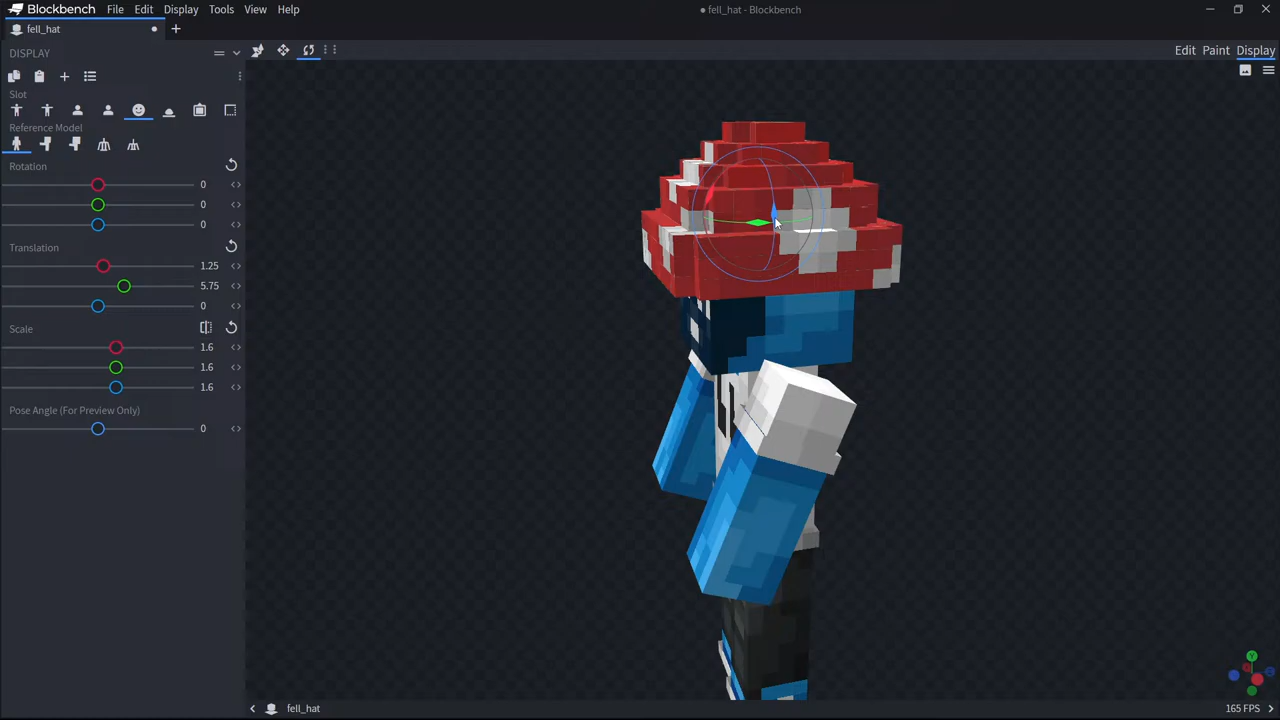 Blockbench File Edit Display Tools View Help
● fell_hat - Blockbench
fell_hat
DISPLAY
Edit Paint Display
Slot
Reference Model
Rotation
0
0
0
Translation
1.25
5.75
0
Scale
1.6
1.6
1.6
Pose Angle (For Preview Only)
0
Y
fell_hat
165 FPS